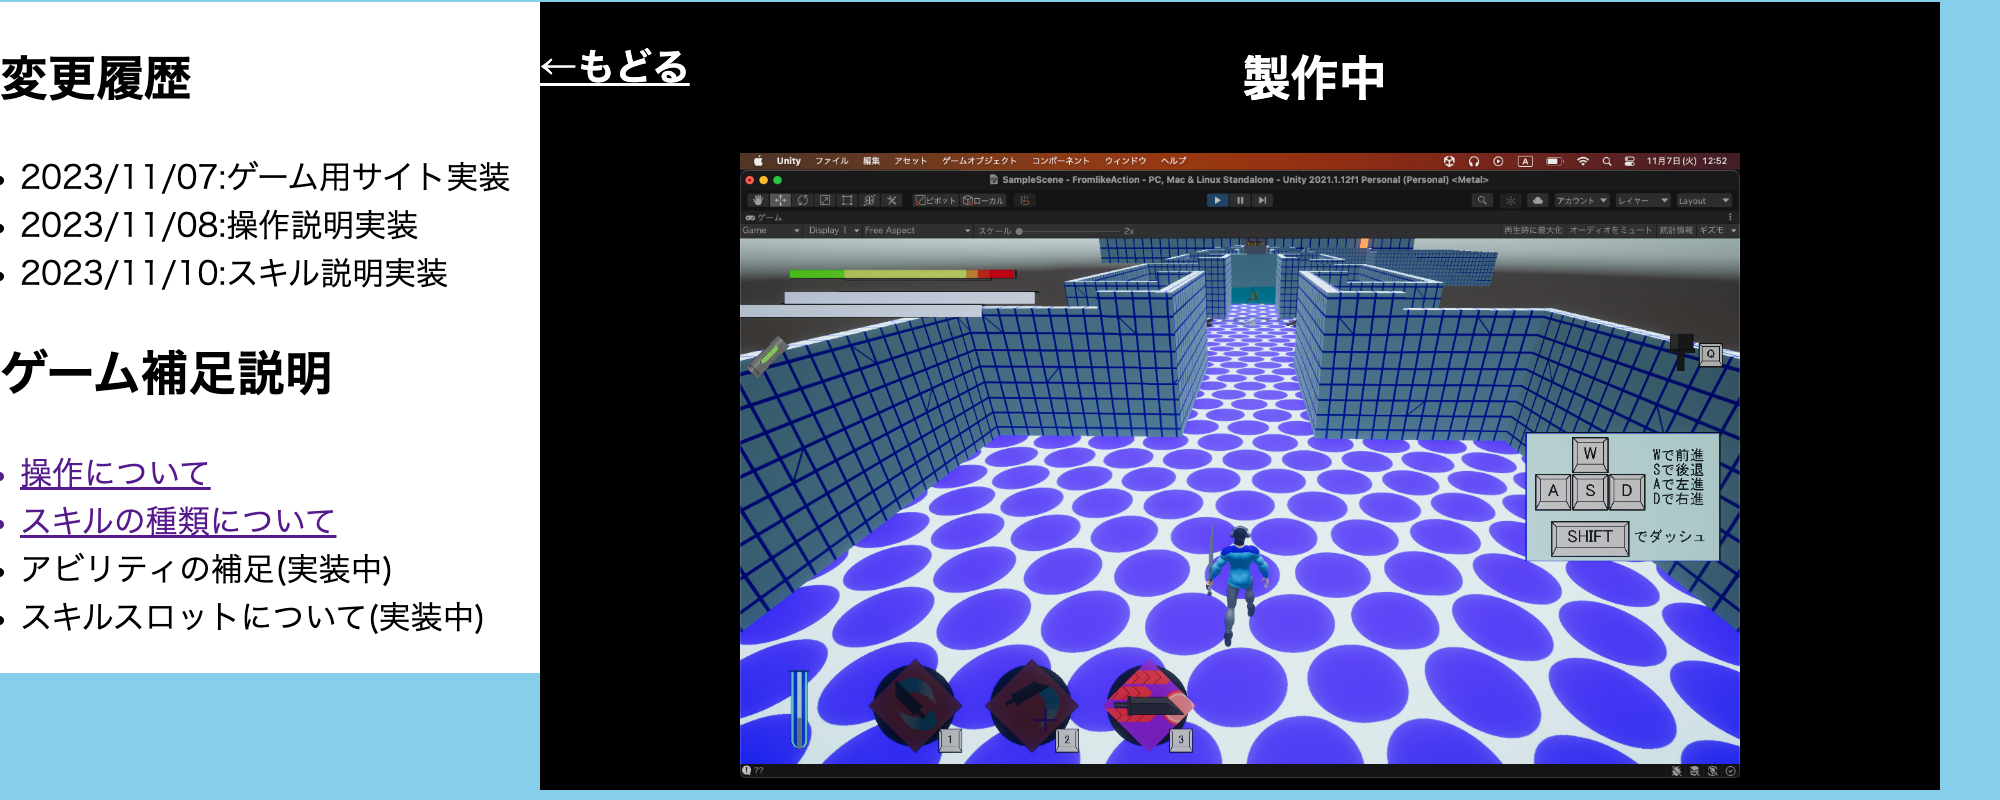 変更履歴
2023/11/07:ゲーム用サイト実装
2023/11/08:操作説明実装
2023/11/10:スキル説明実装
ゲーム補足説明
操作について
スキルの種類について
アビリティの補足(実装中)
スキルスロットについて(実装中)
←もどる
製作中
Unity ファイル 編集 アセット ゲームオブジェクト コンポーネント ウィンドウ ヘルプ A 11月7日(火) 12:52
SampleScene - FromlikeAction - PC, Mac & Linux Standalone - Unity 2021.1.12f1 Personal (Personal) <Metal>
ピボット ローカル アカウント レイヤー Layout
ゲーム
Game Display 1 Free Aspect スケール 2x 再生時に最大化 オーディオをミュート 統計情報 ギズモ
Q
W
A S D
Wで前進
Sで後退
Aで左進
Dで右進
SHIFT でダッシュ
1 2 3
??